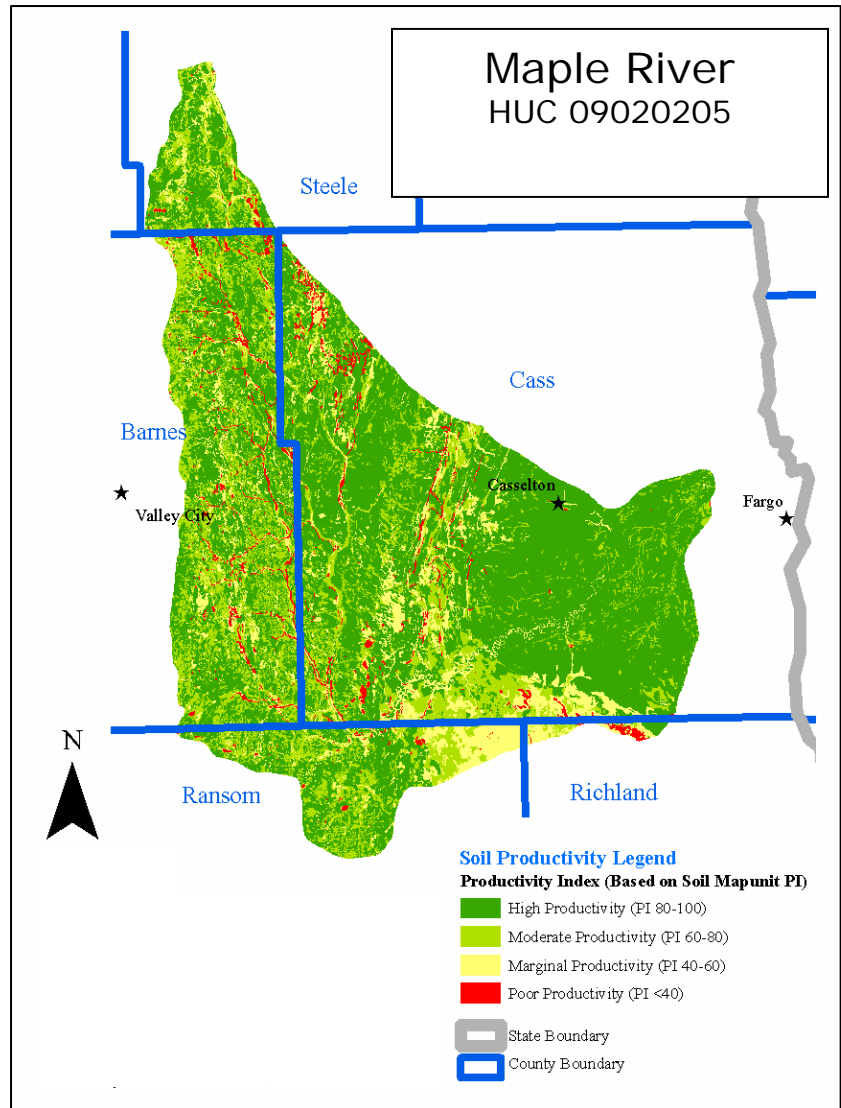 Maple River
HUC 09020205
Steele
Cass
Barnes
Casselton
Valley City
Fargo
N
Ransom
Richland
Soil Productivity Legend
Productivity Index (Based on Soil Mapunit PI)
High Productivity (PI 80-100)
Moderate Productivity (PI 60-80)
Marginal Productivity (PI 40-60)
Poor Productivity (PI <40)
State Boundary
County Boundary